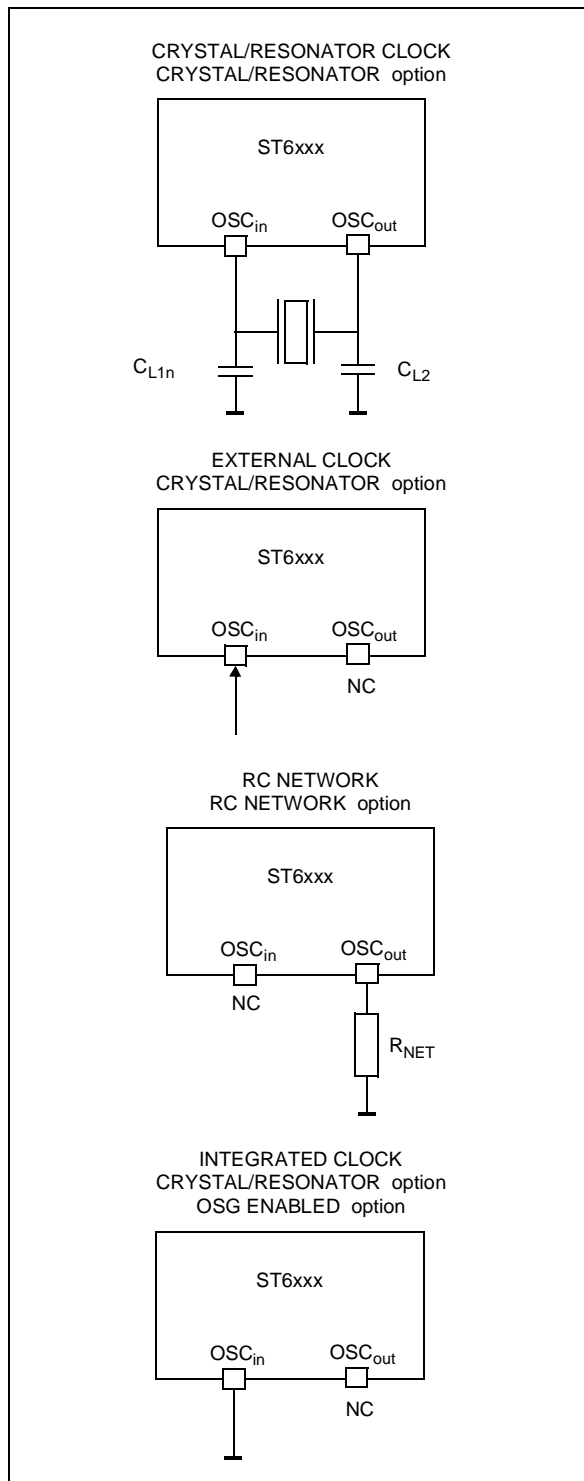 CRYSTAL/RESONATOR CLOCK
CRYSTAL/RESONATOR option
ST6xxx
OSCin OSCout
CL1n CL2
EXTERNAL CLOCK
CRYSTAL/RESONATOR option
ST6xxx
OSCin OSCout
NC
RC NETWORK
RC NETWORK option
ST6xxx
OSCin OSCout
NC
RNET
INTEGRATED CLOCK
CRYSTAL/RESONATOR option
OSG ENABLED option
ST6xxx
OSCin OSCout
NC